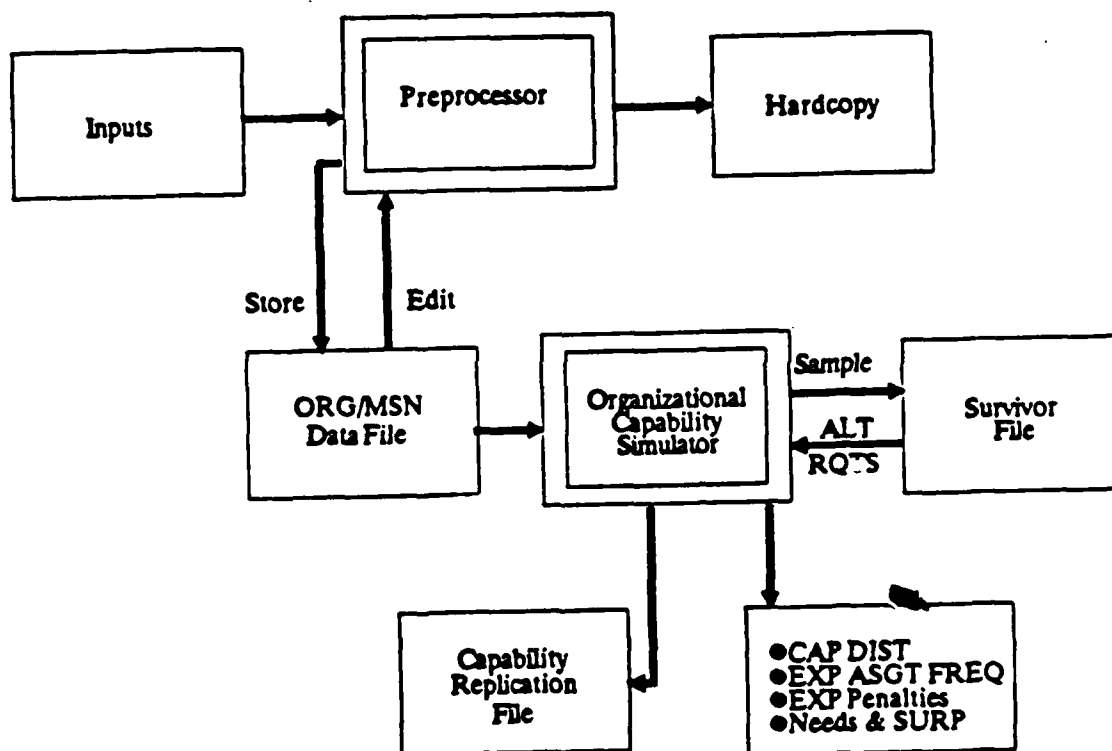 Inputs
Preprocessor
Hardcopy
Store
Edit
ORG/MSN
Data File
Organizational
Capability
Simulator
Sample
ALT
RQTS
Survivor
File
Capability
Replication
File
●CAP DIST
●EXP ASGT FREQ
●EXP Penalties
●Needs & SURP